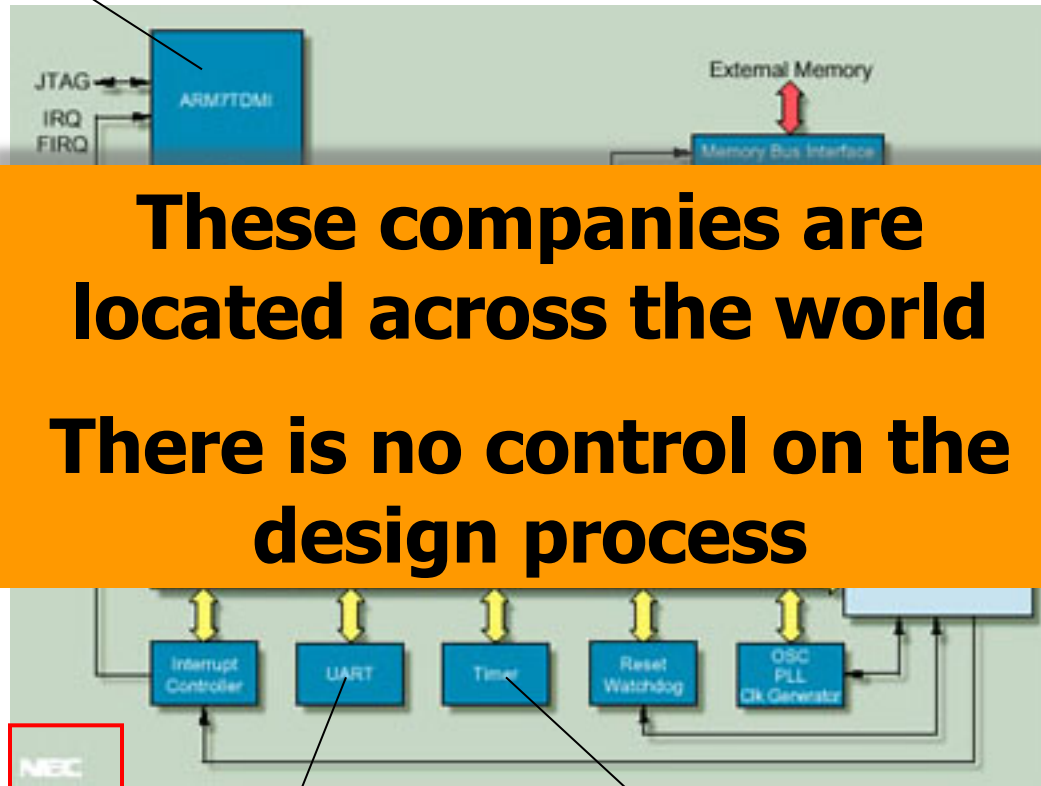 External Memory
JTAG
ARM7TDMI
IRQ
FIRQ
Memory Bus Interface
These companies are
located across the world
There is no control on the
design process
Interrupt
Controller
UART
Timer
Reset
Watchdog
OSC
PLL
Clk Generator
NEC